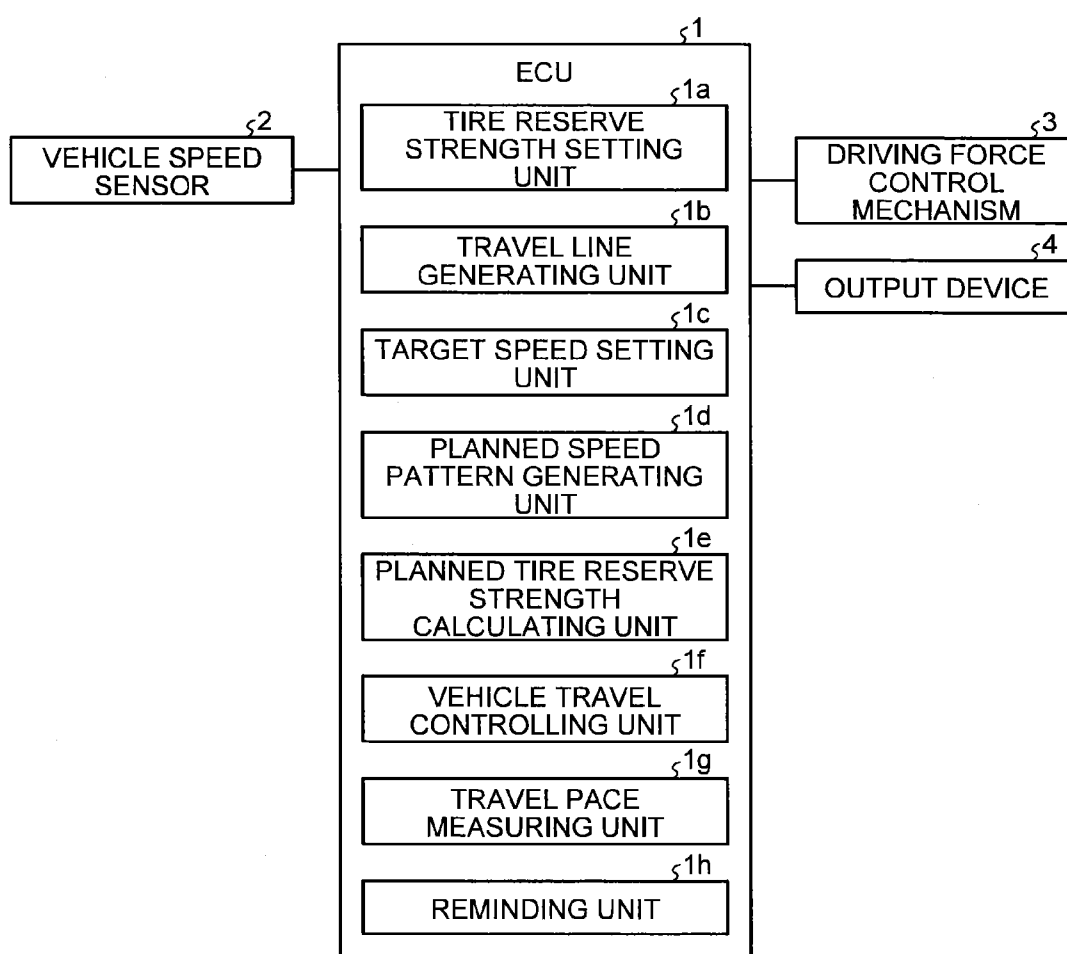 1
ECU
1a
TIRE RESERVE
STRENGTH SETTING
UNIT
2
VEHICLE SPEED
SENSOR
3
DRIVING FORCE
CONTROL
MECHANISM
1b
TRAVEL LINE
GENERATING UNIT
4
OUTPUT DEVICE
1c
TARGET SPEED SETTING
UNIT
1d
PLANNED SPEED
PATTERN GENERATING
UNIT
1e
PLANNED TIRE RESERVE
STRENGTH
CALCULATING UNIT
1f
VEHICLE TRAVEL
CONTROLLING UNIT
1g
TRAVEL PACE
MEASURING UNIT
1h
REMINDING UNIT